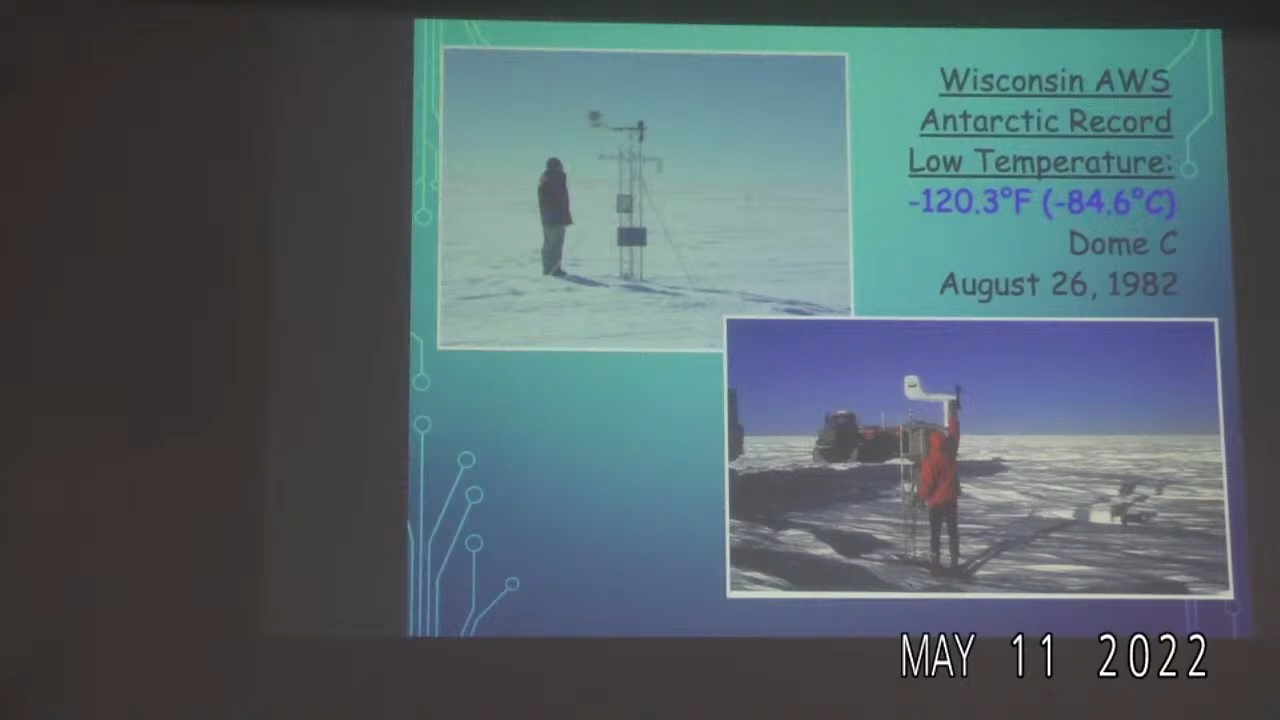 Wisconsin AWS
Antarctic Record
Low Temperature:
-120.3°F (-84.6°C)
Dome C
August 26, 1982
MAY 11 2022